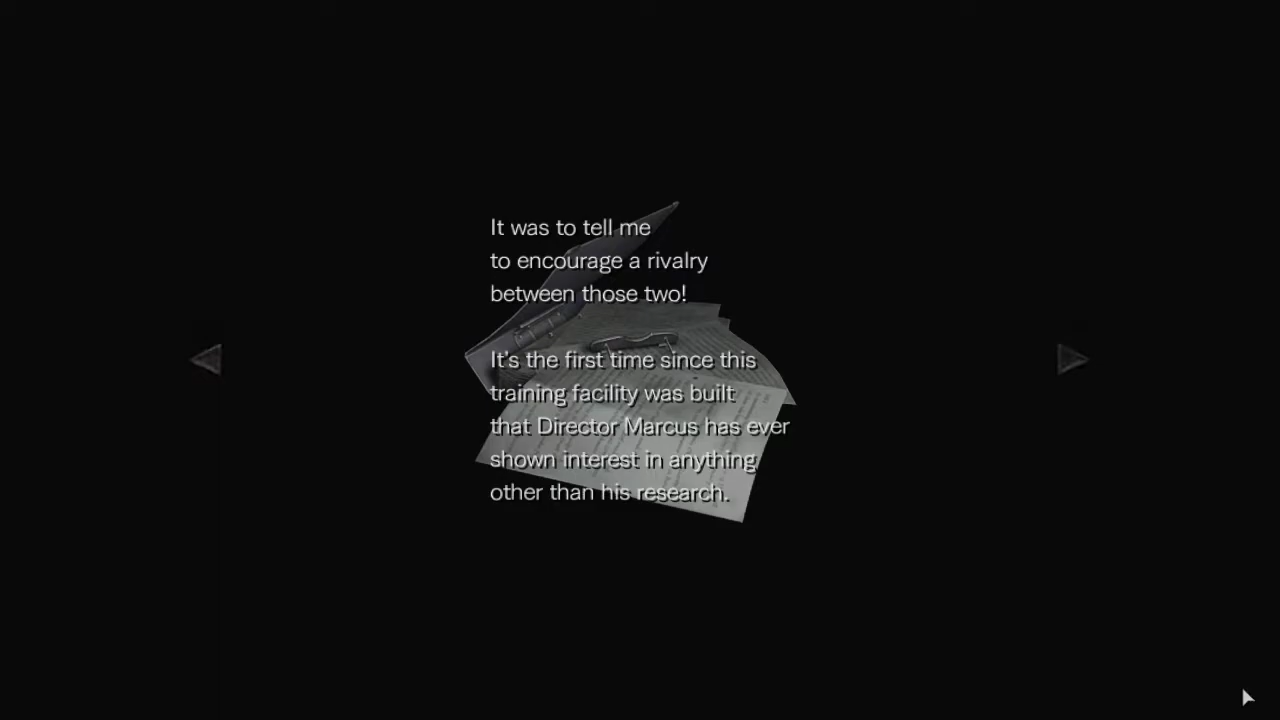 It was to tell me
to encourage a rivalry
between those two!
It's the first time since this
training facility was built
that Director Marcus has ever
shown interest in anything
other than his research.